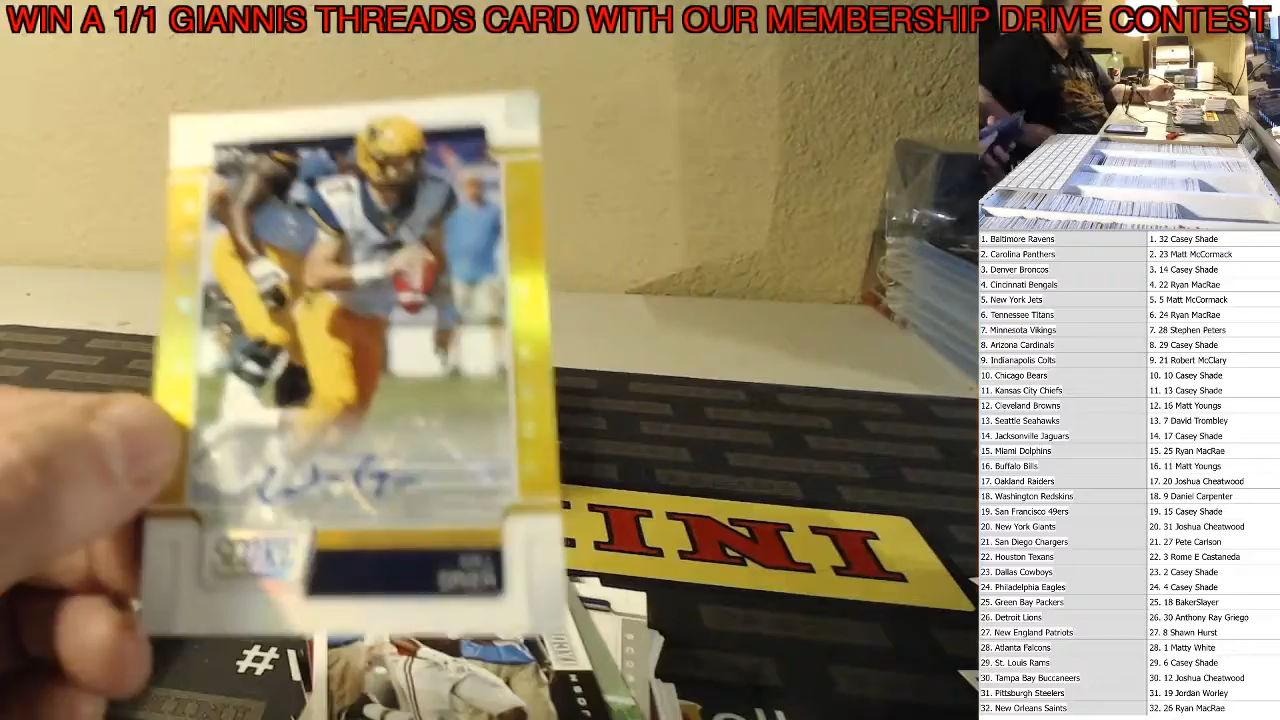 WIN A 1/1 GIANNIS THREADS CARD WITH OUR MEMBERSHIP DRIVE CONTEST
SCORE
INI
#1
1. Baltimore Ravens 1. 32 Casey Shade
2. Carolina Panthers 2. 23 Matt McCormack
3. Denver Broncos 3. 14 Casey Shade
4. Cincinnati Bengals 4. 22 Ryan MacRae
5. New York Jets 5. 5 Matt McCormack
6. Tennessee Titans 6. 24 Ryan MacRae
7. Minnesota Vikings 7. 28 Stephen Peters
8. Arizona Cardinals 8. 29 Casey Shade
9. Indianapolis Colts 9. 21 Robert McClary
10. Chicago Bears 10. 10 Casey Shade
11. Kansas City Chiefs 11. 13 Casey Shade
12. Cleveland Browns 12. 16 Matt Youngs
13. Seattle Seahawks 13. 7 David Trombley
14. Jacksonville Jaguars 14. 17 Casey Shade
15. Miami Dolphins 15. 25 Ryan MacRae
16. Buffalo Bills 16. 11 Matt Youngs
17. Oakland Raiders 17. 20 Joshua Cheatwood
18. Washington Redskins 18. 9 Daniel Carpenter
19. San Francisco 49ers 19. 15 Casey Shade
20. New York Giants 20. 31 Joshua Cheatwood
21. San Diego Chargers 21. 27 Pete Carlson
22. Houston Texans 22. 3 Rome E Castaneda
23. Dallas Cowboys 23. 2 Casey Shade
24. Philadelphia Eagles 24. 4 Casey Shade
25. Green Bay Packers 25. 18 BakerSlayer
26. Detroit Lions 26. 30 Anthony Ray Griego
27. New England Patriots 27. 8 Shawn Hurst
28. Atlanta Falcons 28. 1 Matty White
29. St. Louis Rams 29. 6 Casey Shade
30. Tampa Bay Buccaneers 30. 12 Joshua Cheatwood
31. Pittsburgh Steelers 31. 19 Jordan Worley
32. New Orleans Saints 32. 26 Ryan MacRae